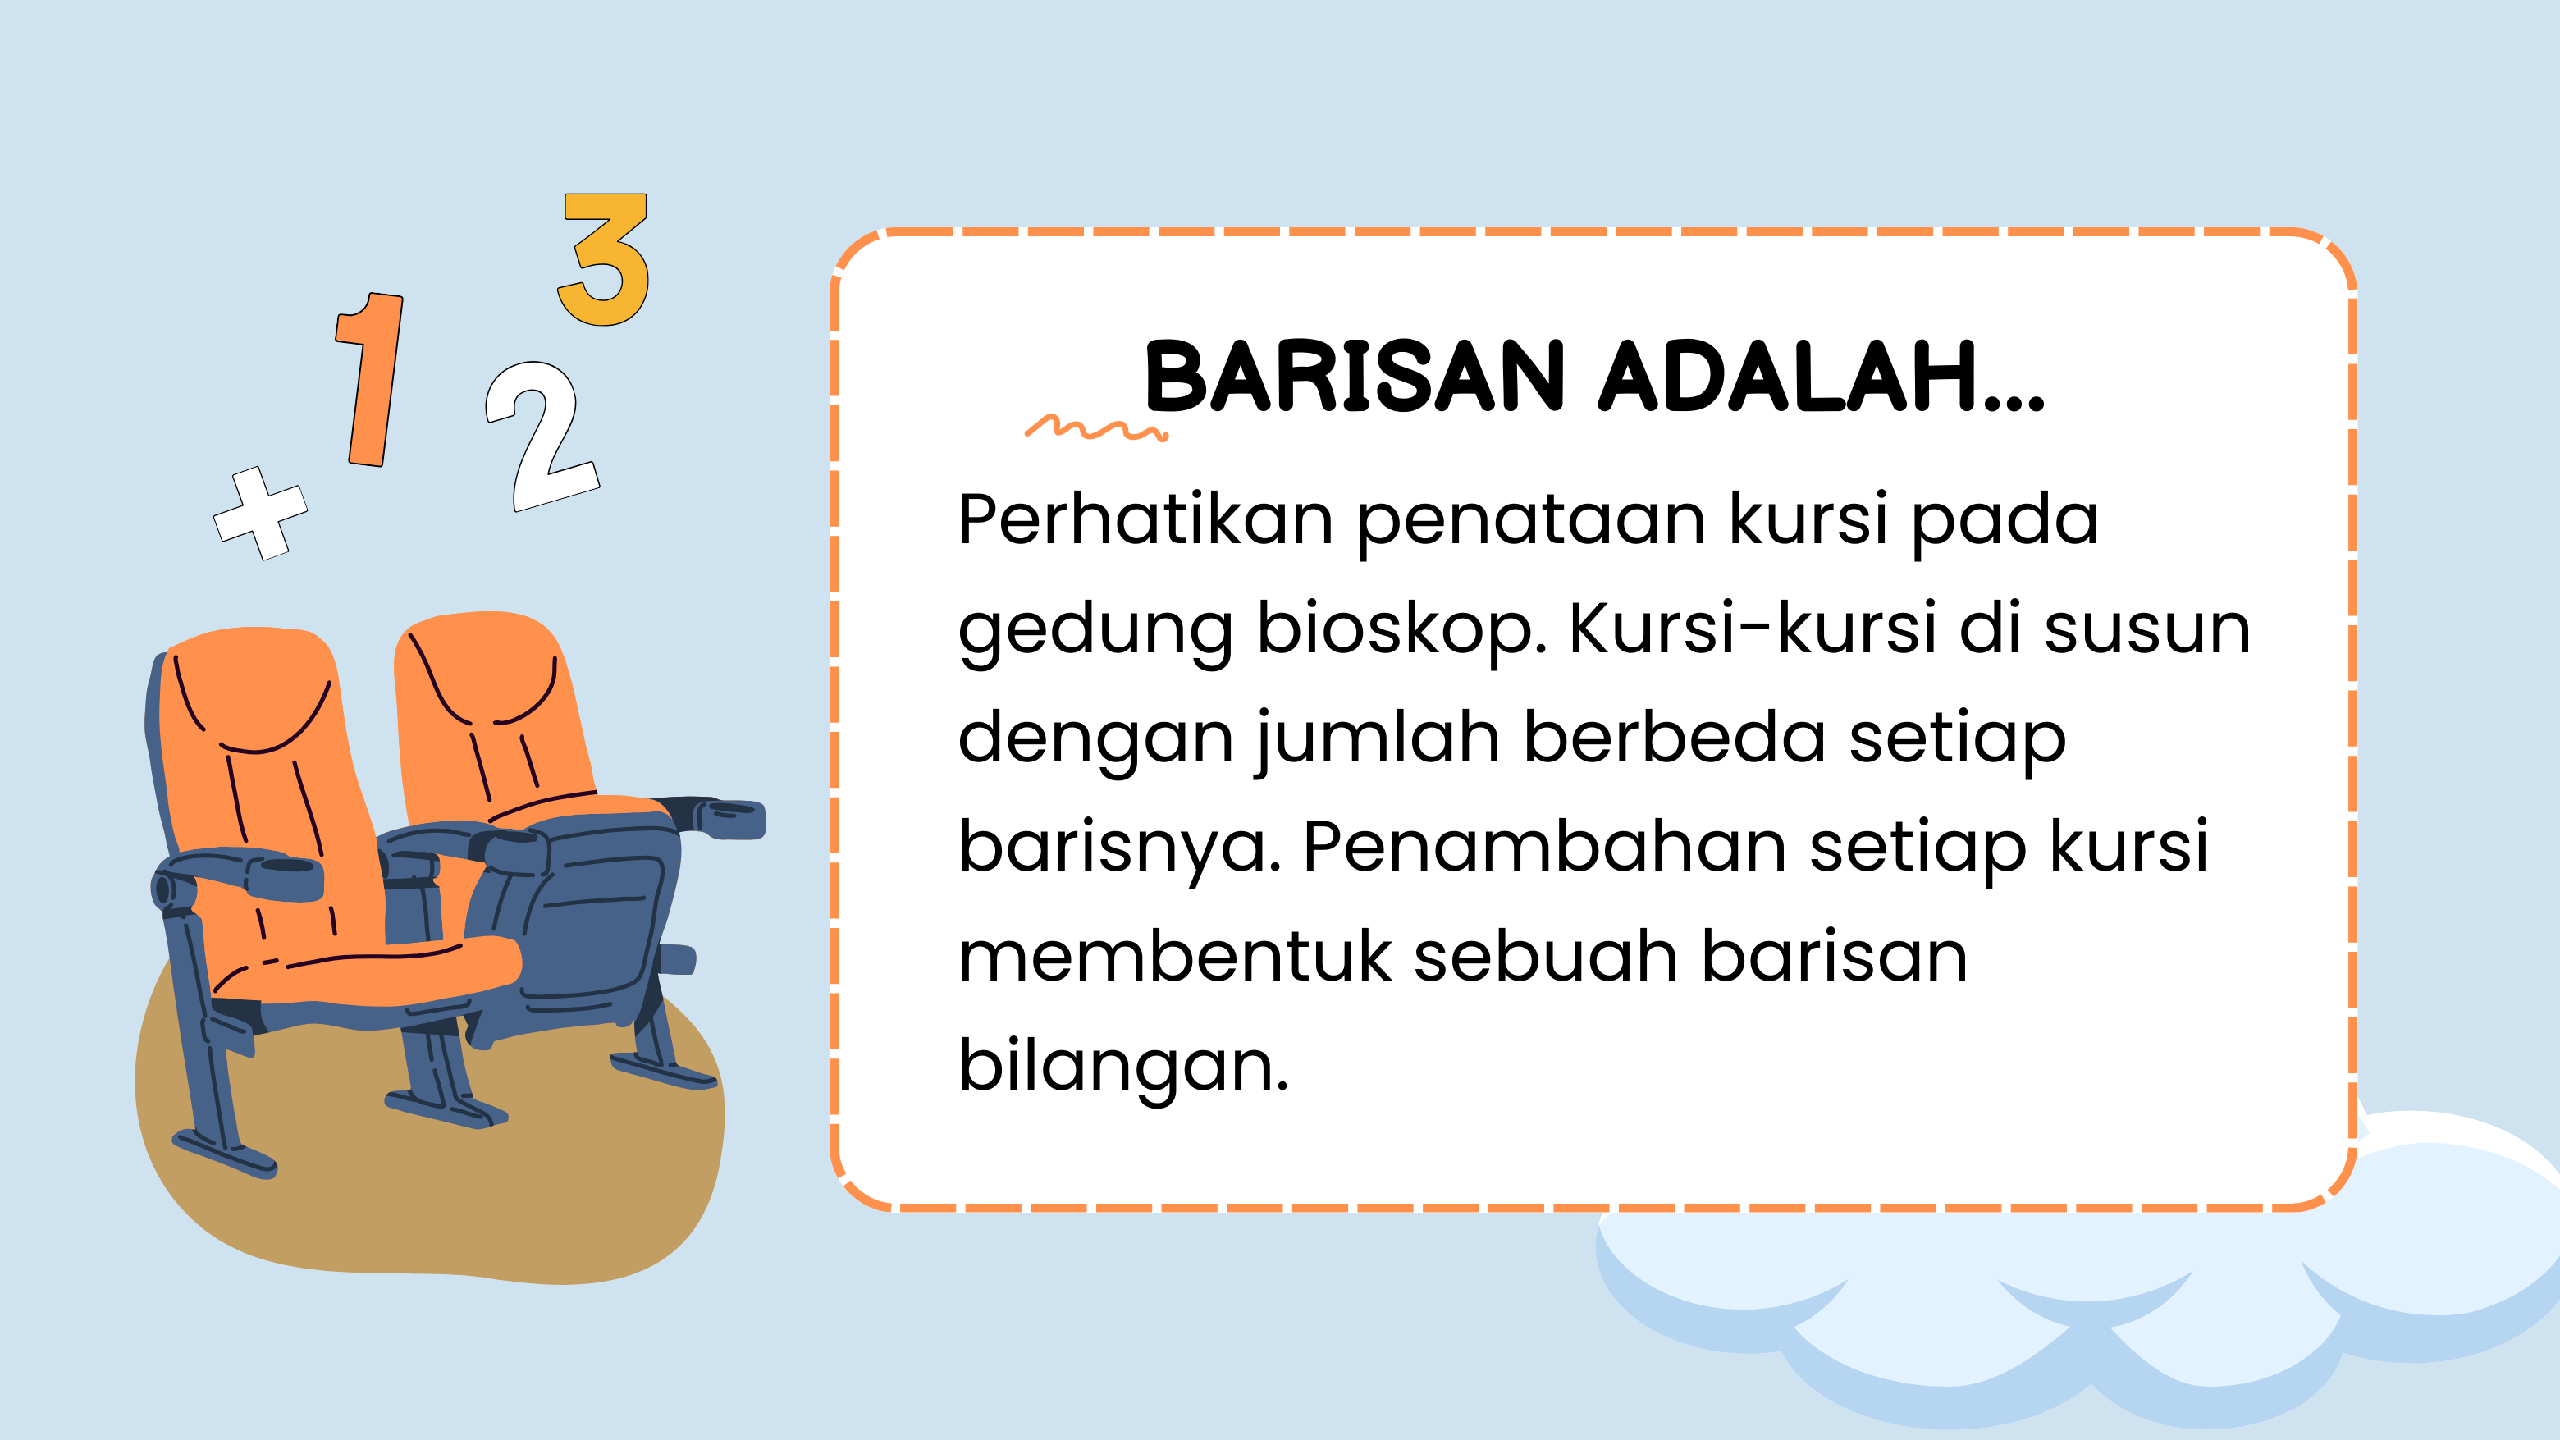 3
1
2
+
BARISAN ADALAH...
Perhatikan penataan kursi pada
gedung bioskop. Kursi-kursi di susun
dengan jumlah berbeda setiap
barisnya. Penambahan setiap kursi
membentuk sebuah barisan
bilangan.